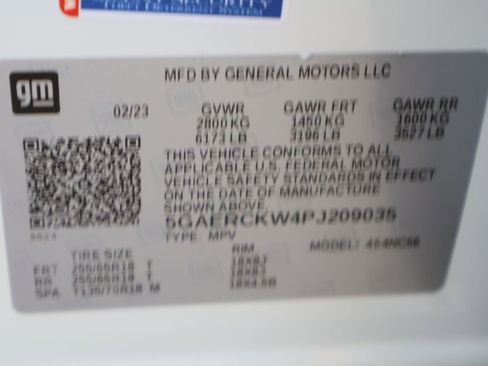 gm
MFD BY GENERAL MOTORS LLC
02/23
GVWR GAWR FRT GAWR RR
2800 KG 1450 KG 1600 KG
6173 LB 3196 LB 3527 LB
THIS VEHICLE CONFORMS TO ALL
APPLICABLE U.S. FEDERAL MOTOR
VEHICLE SAFETY STANDARDS IN EFFECT
ON THE DATE OF MANUFACTURE
SHOWN ABOVE.
5GAERCKW4PJ209035
TYPE: MPV MODEL:
TIRE SIZE RIM
FRT 255/65R18 T 18X8J
RR 255/65R18 T 18X8J
SPA T135/70R18 M 18X4.5B